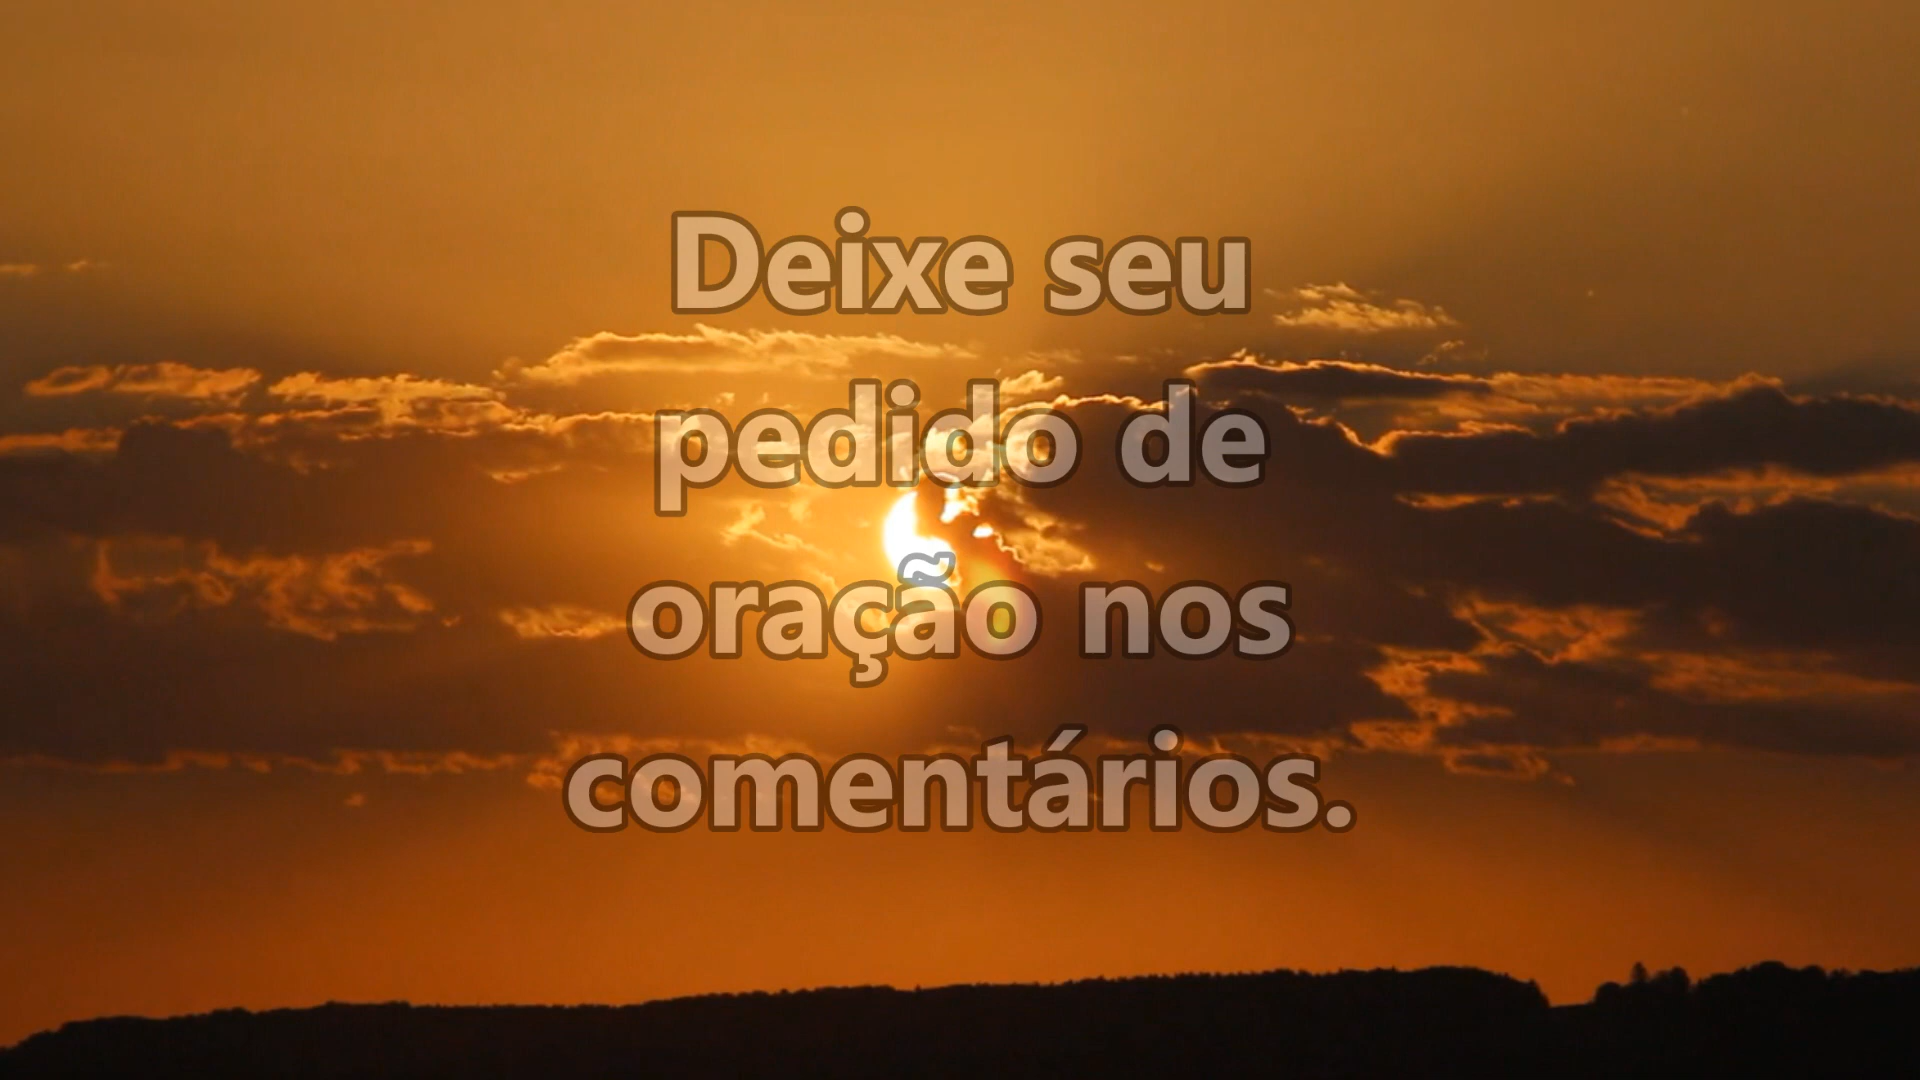 Deixe seu
pedido de
oração nos
comentários.